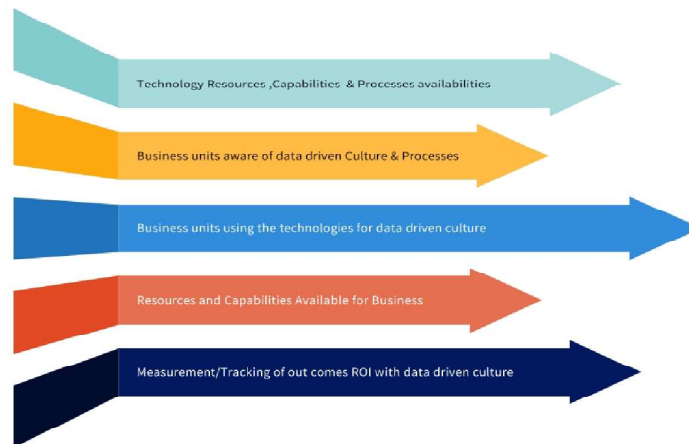 Technology Resources ,Capabilities & Processes availabilities
Business units aware of data driven Culture & Processes
Business units using the technologies for data driven culture
Resources and Capabilities Available for Business
Measurement/Tracking of out comes ROI with data driven culture